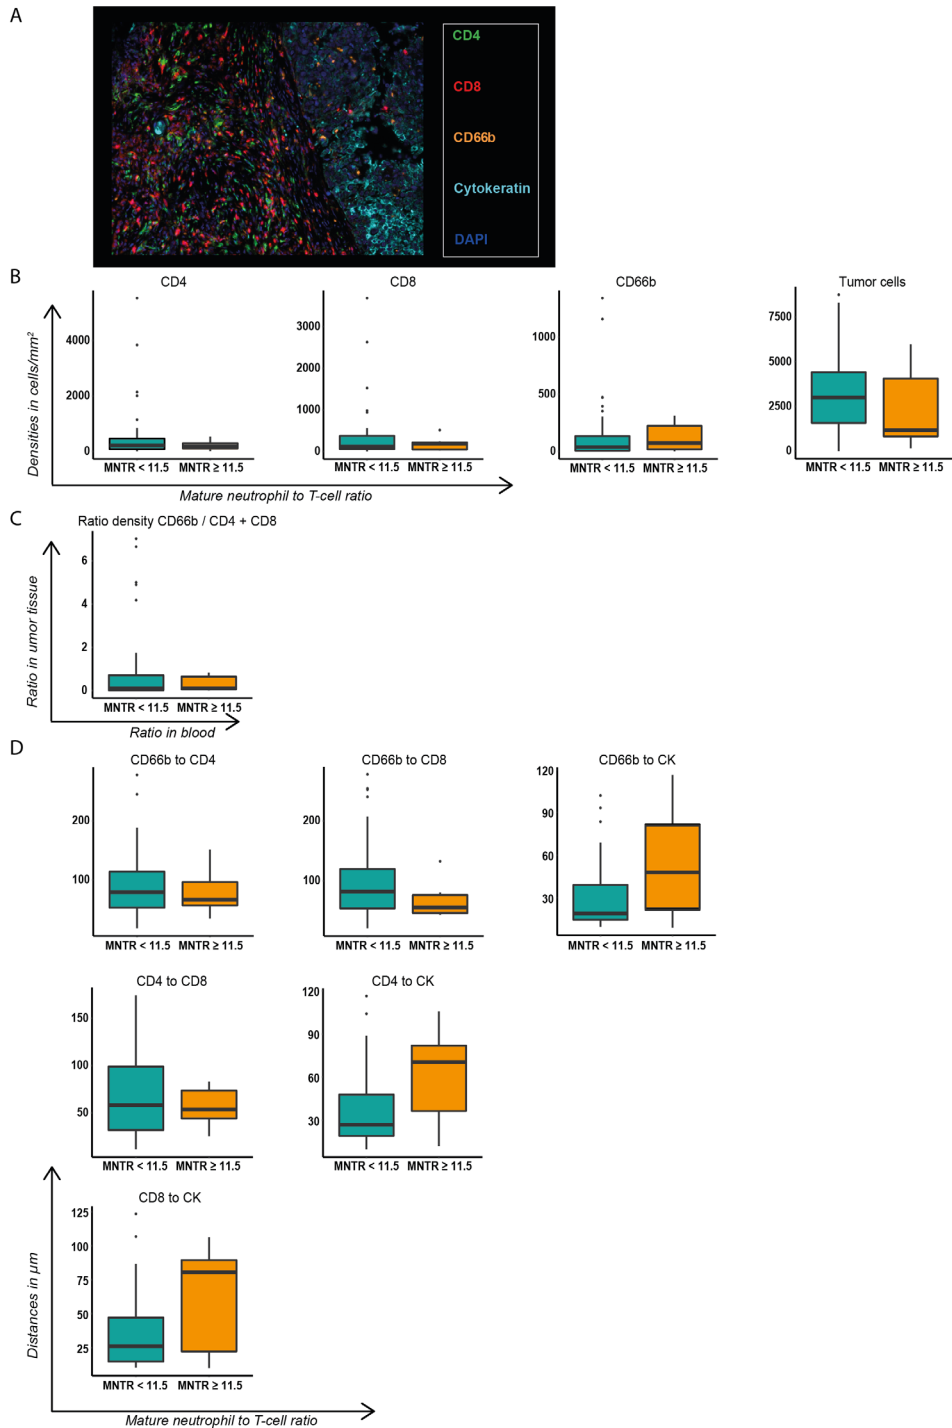 A
CD4
CD8
CD66b
Cytokeratin
DAPI
B
CD4
CD8
CD66b
Tumor cells
Densities in cells/mm²
4000
2000
0
MNTR < 11.5 MNTR ≥ 11.5
3000
2000
1000
0
MNTR < 11.5 MNTR ≥ 11.5
1000
500
0
MNTR < 11.5 MNTR ≥ 11.5
7500
5000
2500
0
MNTR < 11.5 MNTR ≥ 11.5
Mature neutrophil to T-cell ratio
C
Ratio density CD66b / CD4 + CD8
Ratio in umor tissue
6
4
2
0
MNTR < 11.5 MNTR ≥ 11.5
Ratio in blood
D
CD66b to CD4
200
100
MNTR < 11.5 MNTR ≥ 11.5
CD66b to CD8
200
100
MNTR < 11.5 MNTR ≥ 11.5
CD66b to CK
120
90
60
30
MNTR < 11.5 MNTR ≥ 11.5
CD4 to CD8
150
100
50
MNTR < 11.5 MNTR ≥ 11.5
CD4 to CK
120
90
60
30
MNTR < 11.5 MNTR ≥ 11.5
CD8 to CK
125
100
75
50
25
MNTR < 11.5 MNTR ≥ 11.5
Distances in µm
Mature neutrophil to T-cell ratio